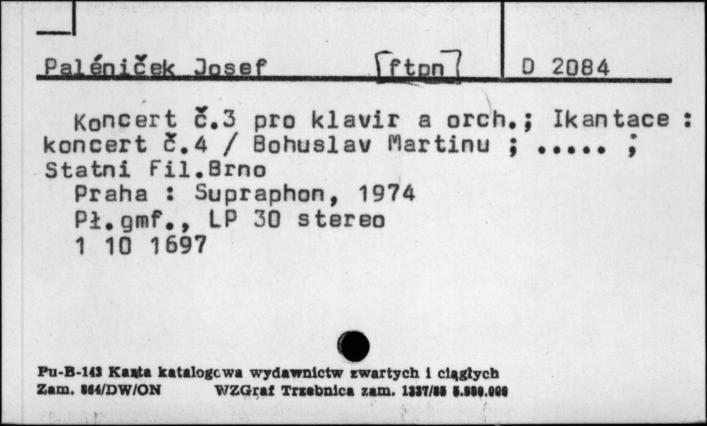 Paléniček Josef [ftpn] D 2084
Koncert č.3 pro klavir a orch.; Ikantace :
koncert č.4 / Bohuslav Martinu ; ..... ;
Statni Fil.Brno
Praha : Supraphon, 1974
Pł.gmf., LP 30 stereo
1 10 1697
Pu-B-143 Karta katalogowa wydawnictw zwartych i ciągłych
Zam. 864/DW/ON WZGraf Trzebnica zam. 1337/85 5.980.000